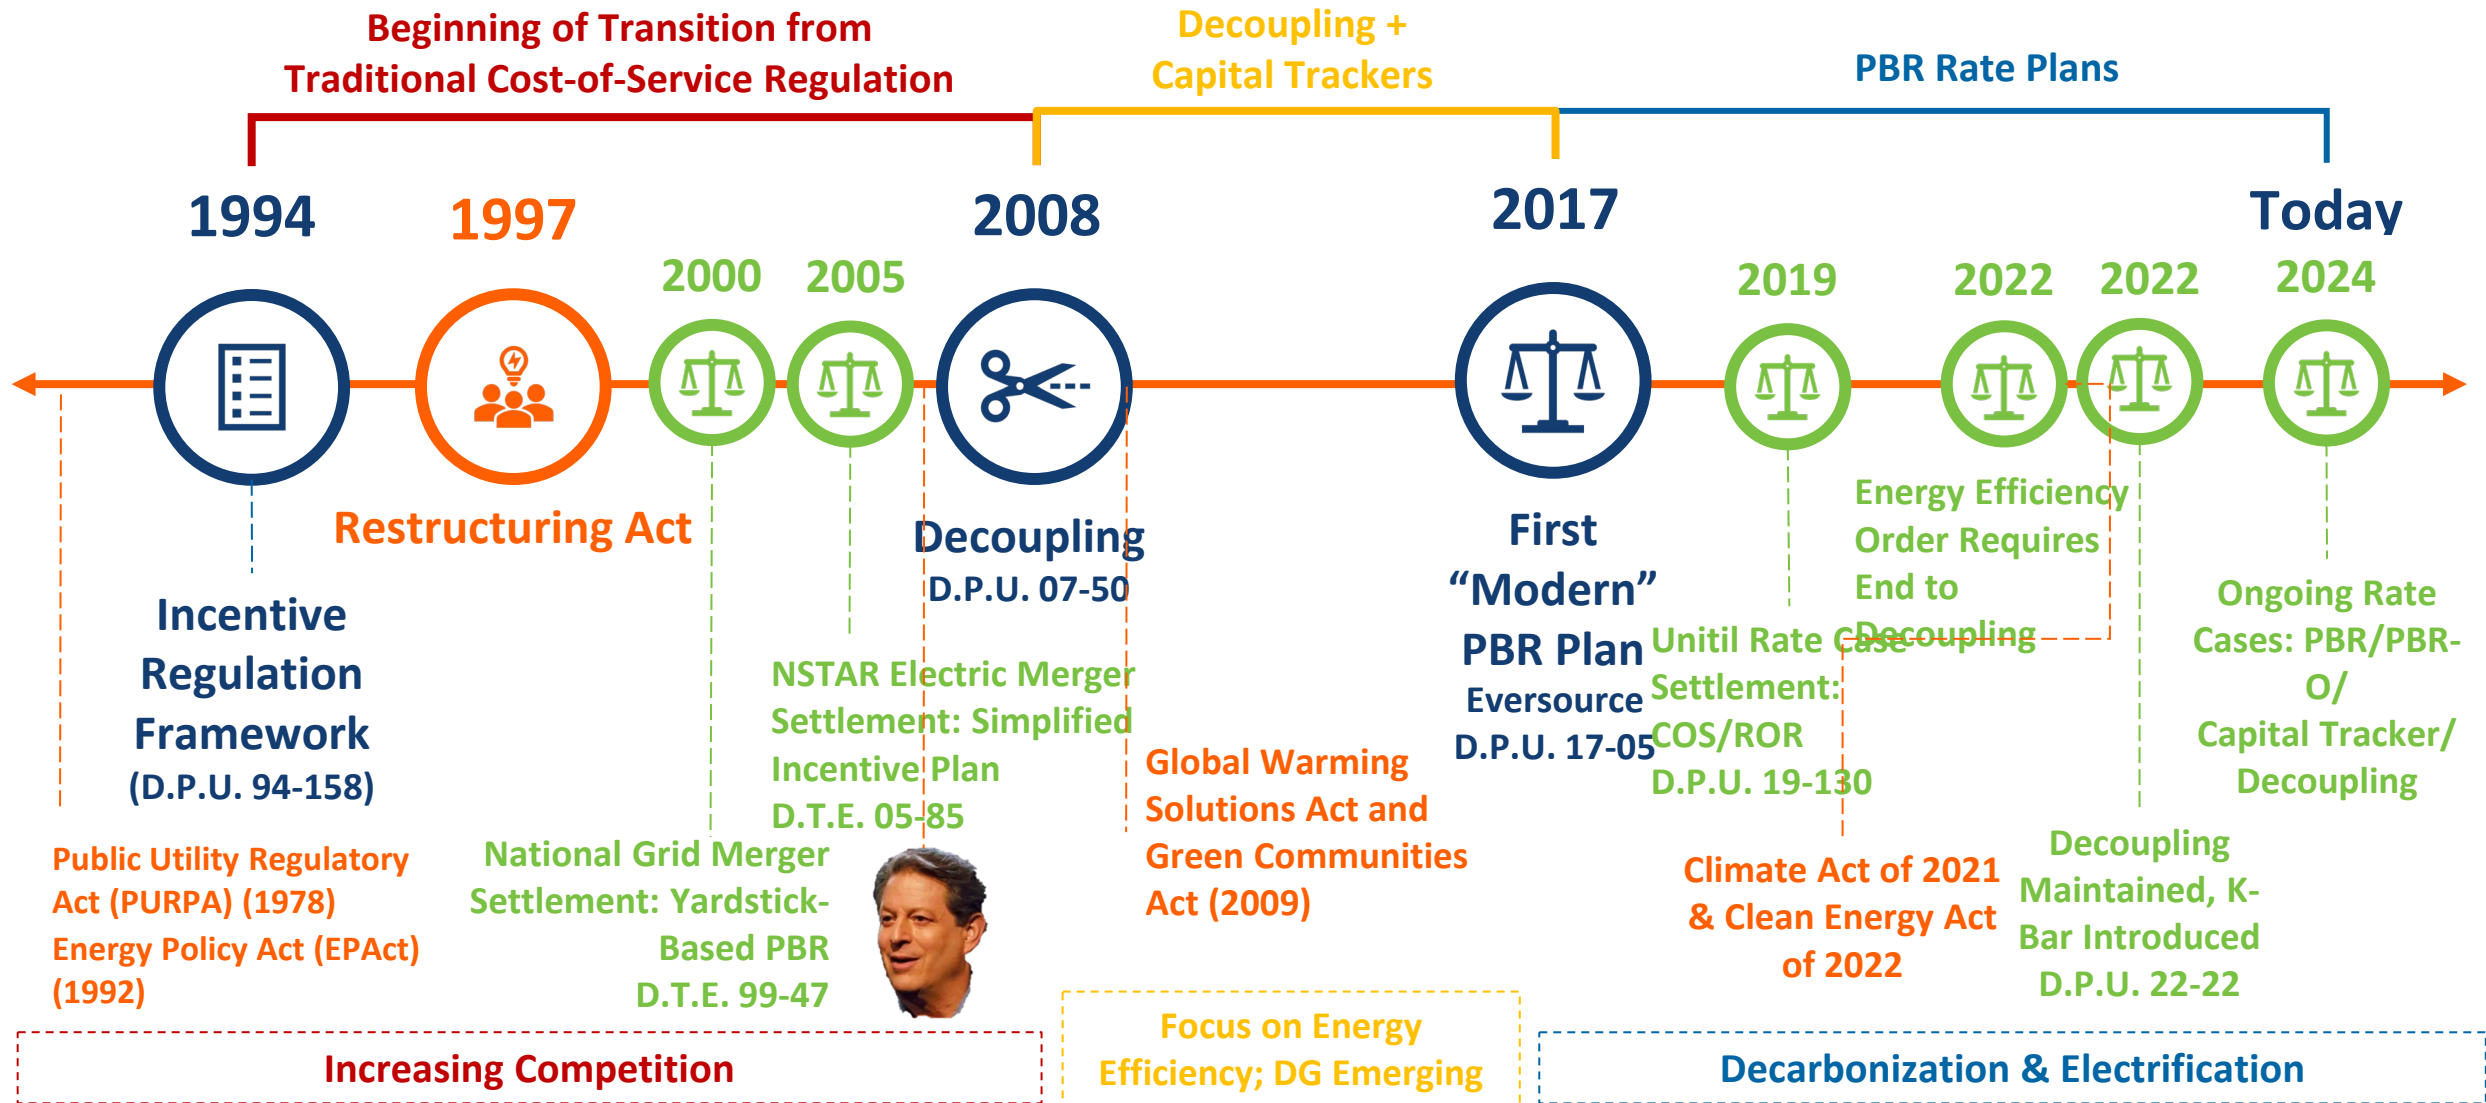 Beginning of Transition from
Traditional Cost-of-Service Regulation
Decoupling +
Capital Trackers
PBR Rate Plans
1994
1997
2000
2005
2008
2017
2019
2022
2022
Today
2024
Incentive
Regulation
Framework
(D.P.U. 94-158)
Restructuring Act
Decoupling
D.P.U. 07-50
First
“Modern”
PBR Plan
Eversource
D.P.U. 17-05
Energy Efficiency
Order Requires
End to
Decoupling
Unitil Rate Case
Settlement:
COS/ROR
D.P.U. 19-130
Ongoing Rate
Cases: PBR/PBR-
O/
Capital Tracker/
Decoupling
NSTAR Electric Merger
Settlement: Simplified
Incentive Plan
D.T.E. 05-85
National Grid Merger
Settlement: Yardstick-
Based PBR
D.T.E. 99-47
Public Utility Regulatory
Act (PURPA) (1978)
Energy Policy Act (EPAct)
(1992)
Global Warming
Solutions Act and
Green Communities
Act (2009)
Climate Act of 2021
& Clean Energy Act
of 2022
Decoupling
Maintained, K-
Bar Introduced
D.P.U. 22-22
Increasing Competition
Focus on Energy
Efficiency; DG Emerging
Decarbonization & Electrification